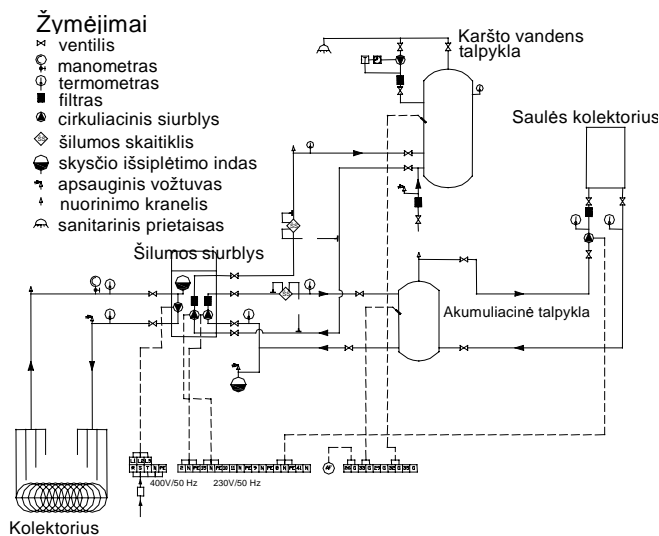 Žymėjimai
ventilis
manometras
termometras
filtras
cirkuliacinis siurblys
šilumos skaitiklis
skysčio išsiplėtimo indas
apsauginis vožtuvas
nuorinimo kranelis
sanitarinis prietaisas
Karšto vandens
talpykla
Saulės kolektorius
Šilumos siurblys
Akumuliacinė talpykla
400V/50 Hz
230V/50 Hz
Kolektorius